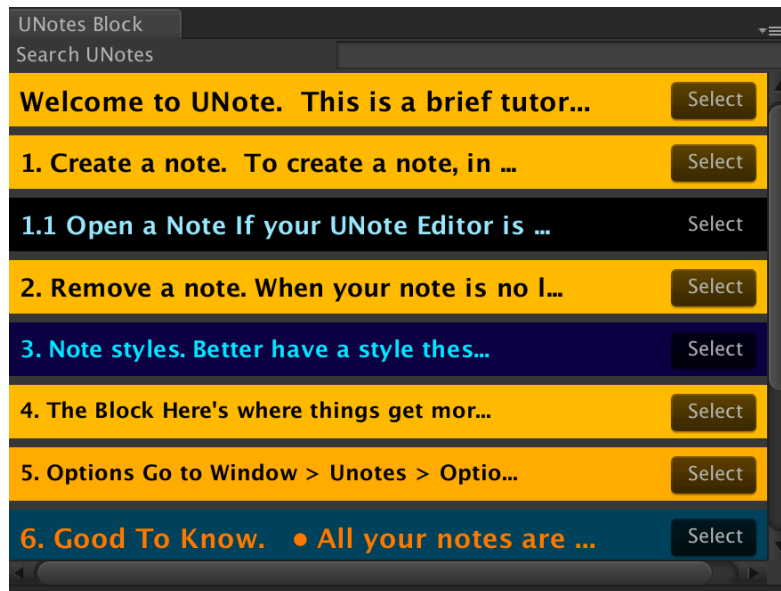 UNotes Block
Search UNotes
Welcome to UNote.  This is a brief tutor... Select
1. Create a note.  To create a note, in ... Select
1.1 Open a Note If your UNote Editor is ... Select
2. Remove a note. When your note is no l... Select
3. Note styles. Better have a style thes... Select
4. The Block Here's where things get mor... Select
5. Options Go to Window > Unotes > Optio... Select
6. Good To Know.   ● All your notes are ... Select